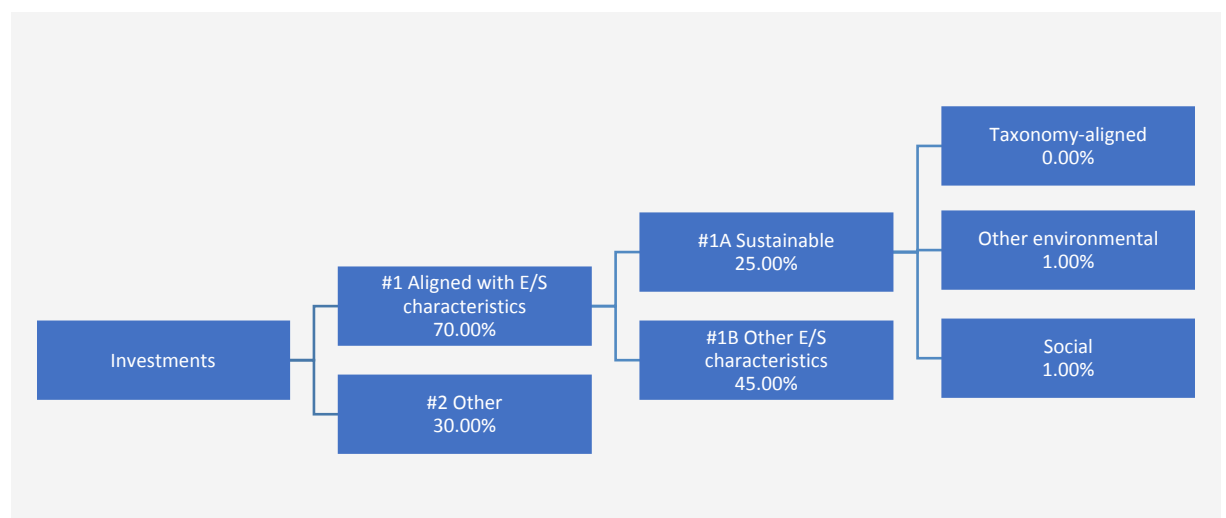 Investments
#1 Aligned with E/S
characteristics
70.00%
#2 Other
30.00%
#1A Sustainable
25.00%
#1B Other E/S
characteristics
45.00%
Taxonomy-aligned
0.00%
Other environmental
1.00%
Social
1.00%